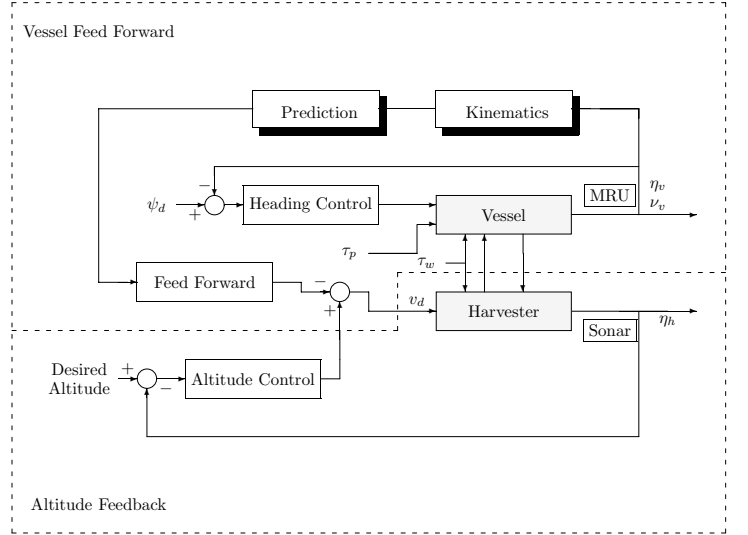 Vessel Feed Forward
Prediction
Kinematics
−
ψd
+
Heading Control
MRU
ηv
νv
Vessel
τp
τw
Feed Forward
−
+
vd
Harvester
ηh
Sonar
Desired
Altitude
+
−
Altitude Control
Altitude Feedback